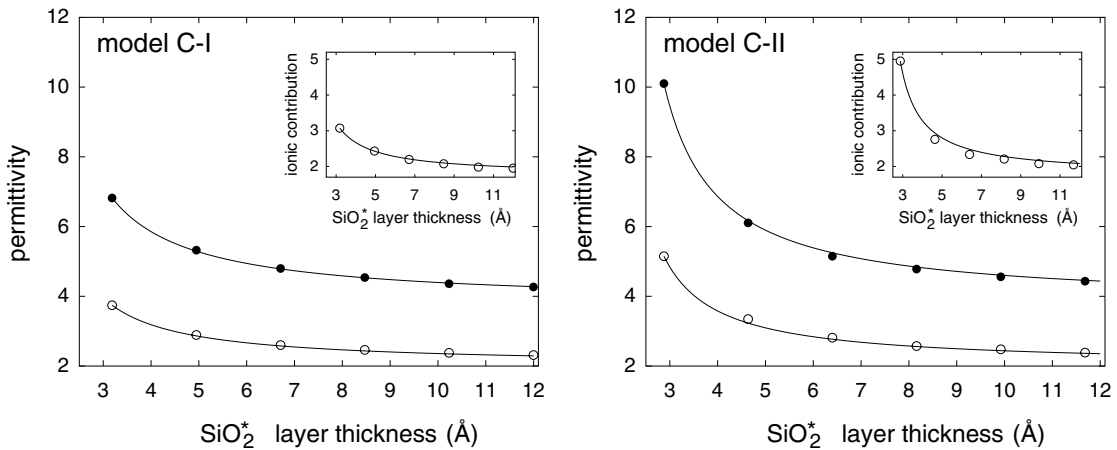 model C-I
permittivity
12
10
8
6
4
2
3 4 5 6 7 8 9 10 11 12
SiO₂* layer thickness (Å)
ionic contribution
5
4
3
2
3 5 7 9 11
SiO₂* layer thickness (Å)
model C-II
permittivity
12
10
8
6
4
2
3 4 5 6 7 8 9 10 11 12
SiO₂* layer thickness (Å)
ionic contribution
5
4
3
2
3 5 7 9 11
SiO₂* layer thickness (Å)